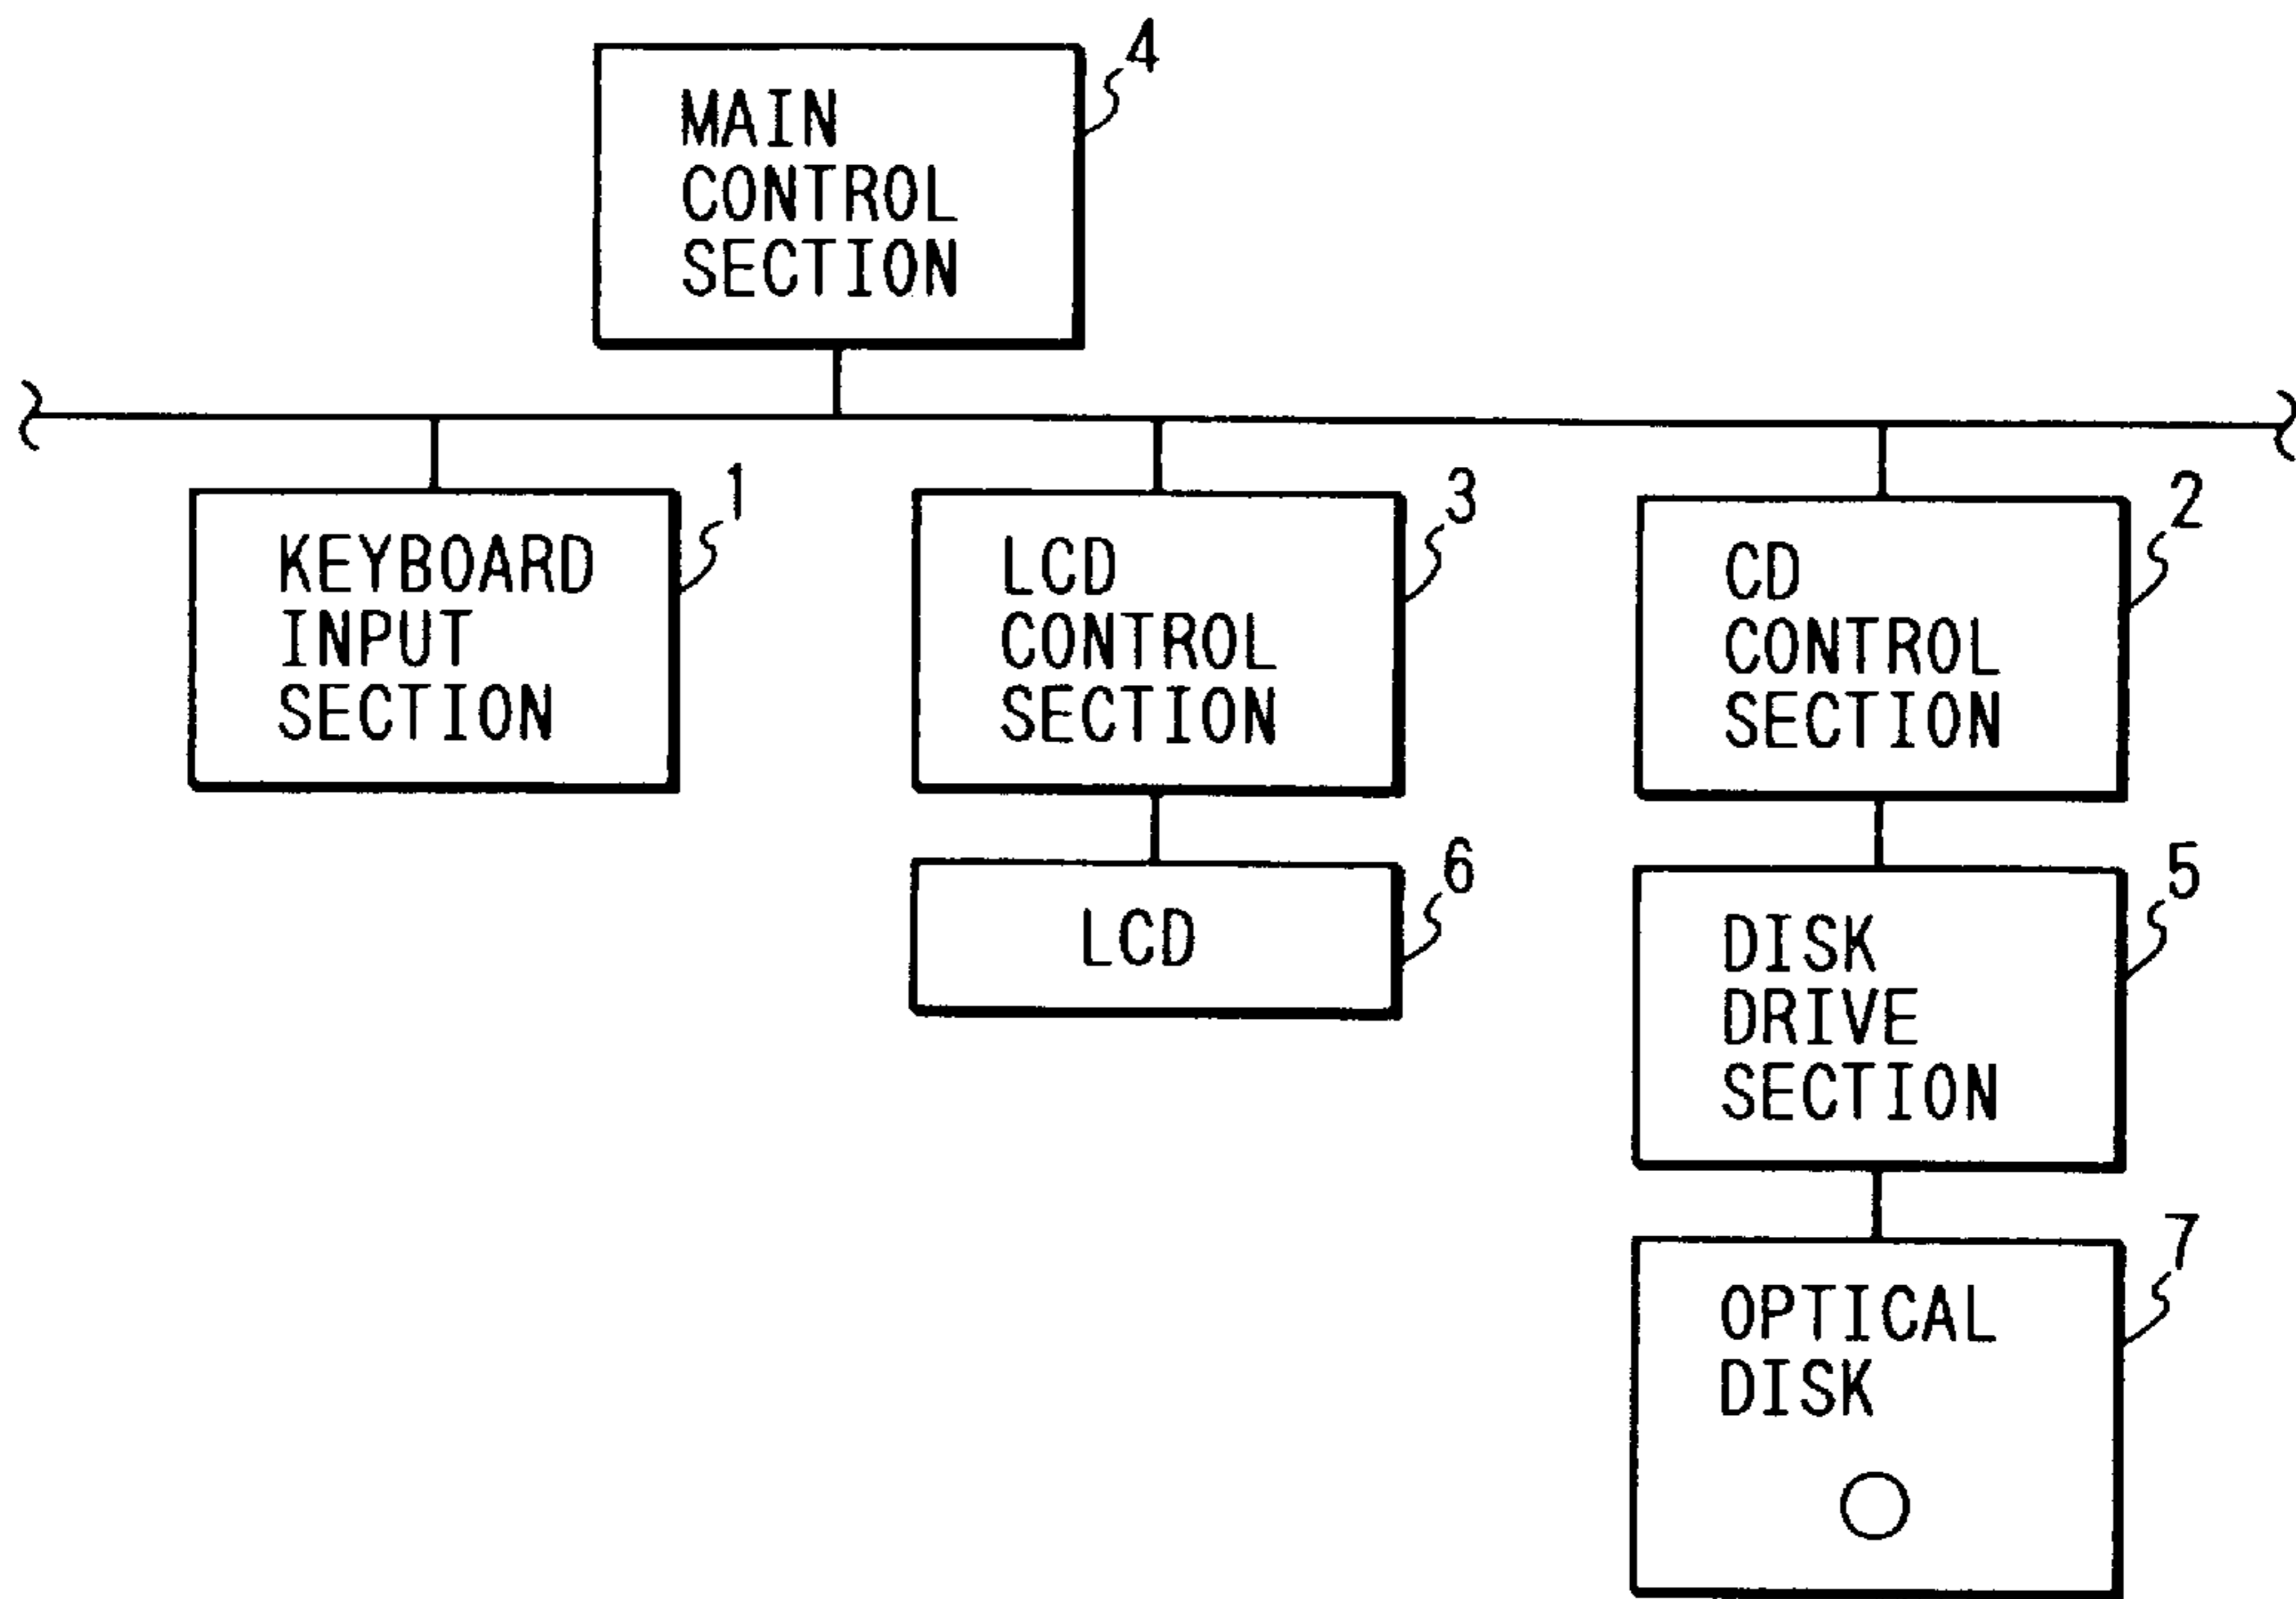 4
MAIN
CONTROL
SECTION
1
KEYBOARD
INPUT
SECTION
3
LCD
CONTROL
SECTION
2
CD
CONTROL
SECTION
6
LCD
5
DISK
DRIVE
SECTION
7
OPTICAL
DISK